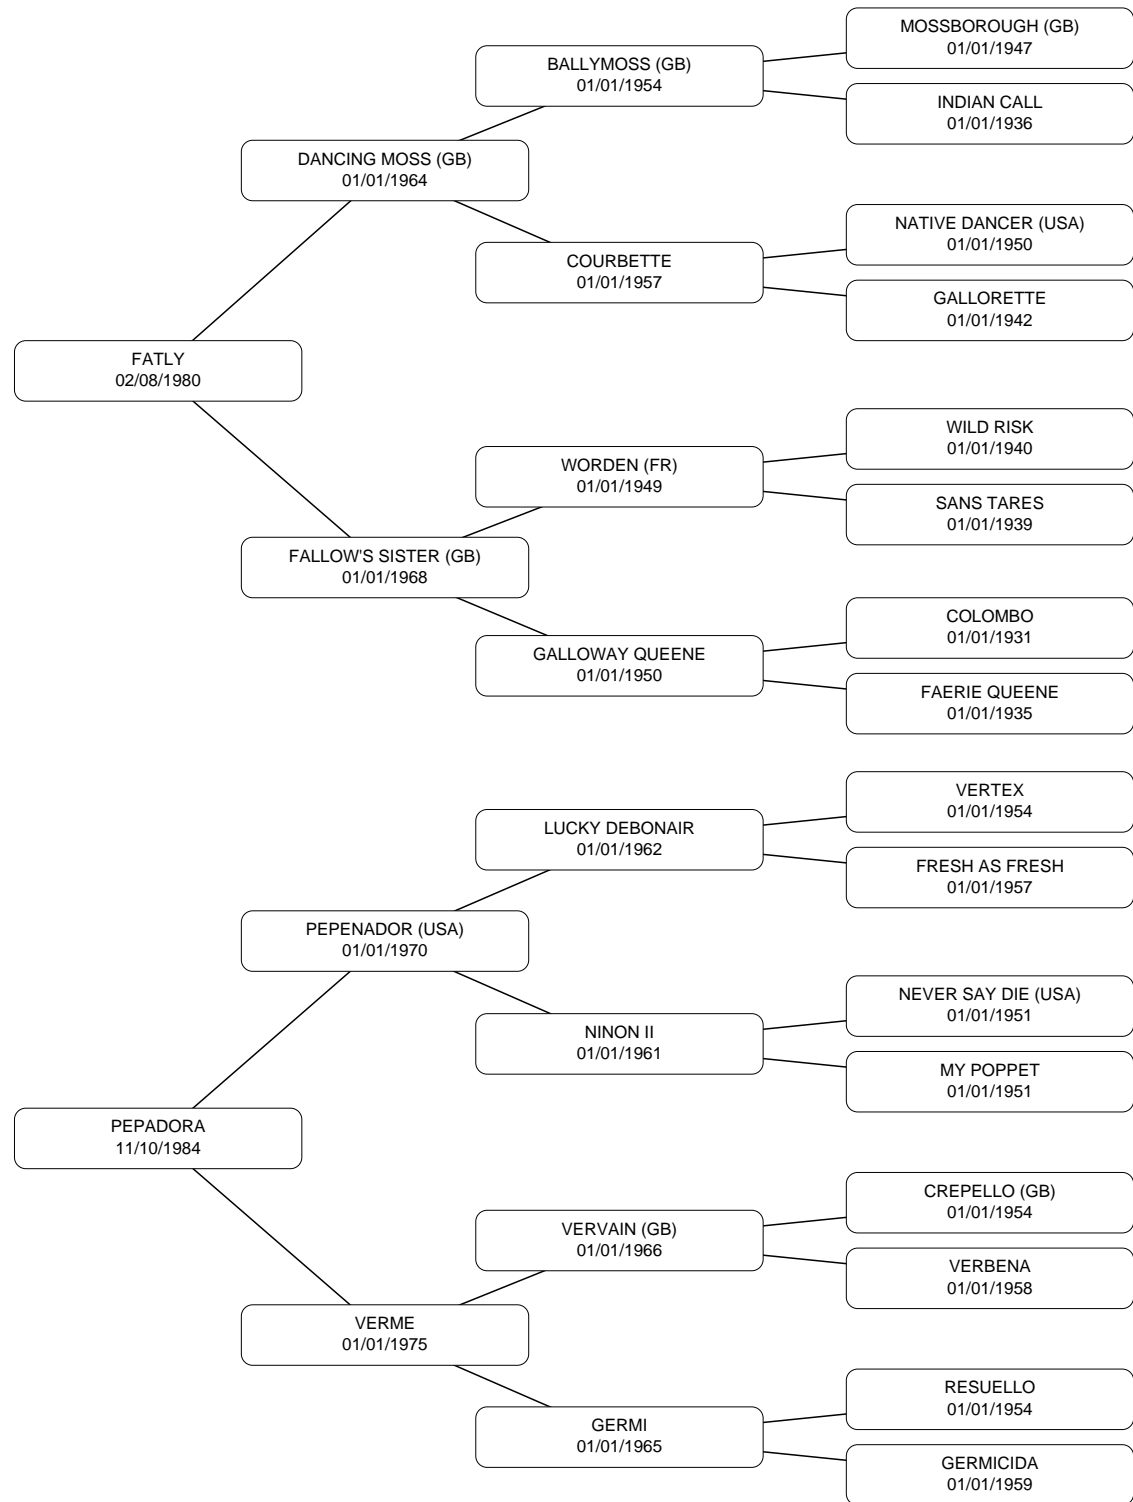 MOSSBOROUGH (GB)
01/01/1947
BALLYMOSS (GB)
01/01/1954
INDIAN CALL
01/01/1936
DANCING MOSS (GB)
01/01/1964
NATIVE DANCER (USA)
01/01/1950
COURBETTE
01/01/1957
GALLORETTE
01/01/1942
FATLY
02/08/1980
WILD RISK
01/01/1940
WORDEN (FR)
01/01/1949
SANS TARES
01/01/1939
FALLOW'S SISTER (GB)
01/01/1968
COLOMBO
01/01/1931
GALLOWAY QUEENE
01/01/1950
FAERIE QUEENE
01/01/1935
VERTEX
01/01/1954
LUCKY DEBONAIR
01/01/1962
FRESH AS FRESH
01/01/1957
PEPENADOR (USA)
01/01/1970
NEVER SAY DIE (USA)
01/01/1951
NINON II
01/01/1961
MY POPPET
01/01/1951
PEPADORA
11/10/1984
CREPELLO (GB)
01/01/1954
VERVAIN (GB)
01/01/1966
VERBENA
01/01/1958
VERME
01/01/1975
RESUELLO
01/01/1954
GERMI
01/01/1965
GERMICIDA
01/01/1959